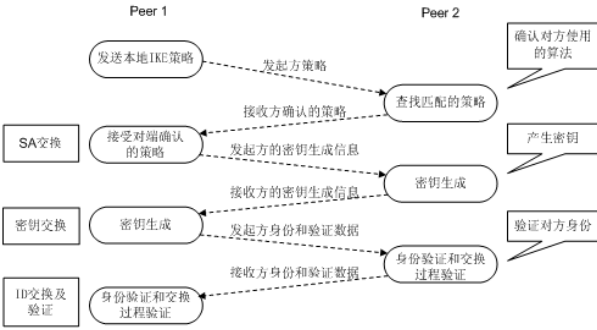 Peer 1
Peer 2
发送本地IKE策略
发起方策略
确认对方使用
的算法
查找匹配的策略
接收方确认的策略
SA交换
接受对端确认
的策略
发起方的密钥生成信息
产生密钥
密钥生成
接收方的密钥生成信息
密钥交换
密钥生成
发起方身份和验证数据
验证对方身份
身份验证和交换
过程验证
接收方身份和验证数据
ID交换及
验证
身份验证和交换
过程验证